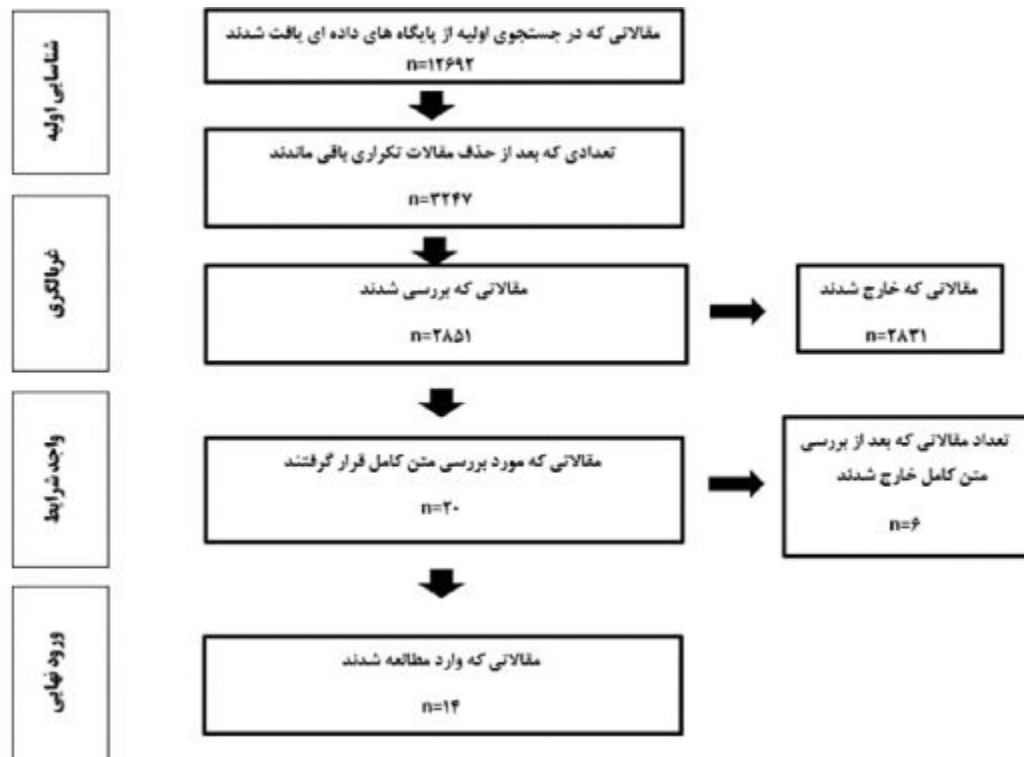 شناسایی اولیه
مقالاتی که در جستجوی اولیه از پایگاه های داده ای یافت شدند
n=۱۲۶۹۲
تعدادی که بعد از حذف مقالات تکراری باقی ماندند
n=۳۲۴۷
غربالگری
مقالاتی که بررسی شدند
n=۲۸۵۱
مقالاتی که خارج شدند
n=۲۸۳۱
واجد شرایط
مقالاتی که مورد بررسی متن کامل قرار گرفتند
n=۲۰
تعداد مقالاتی که بعد از بررسی
متن کامل خارج شدند
n=۶
ورود نهایی
مقالاتی که وارد مطالعه شدند
n=۱۴